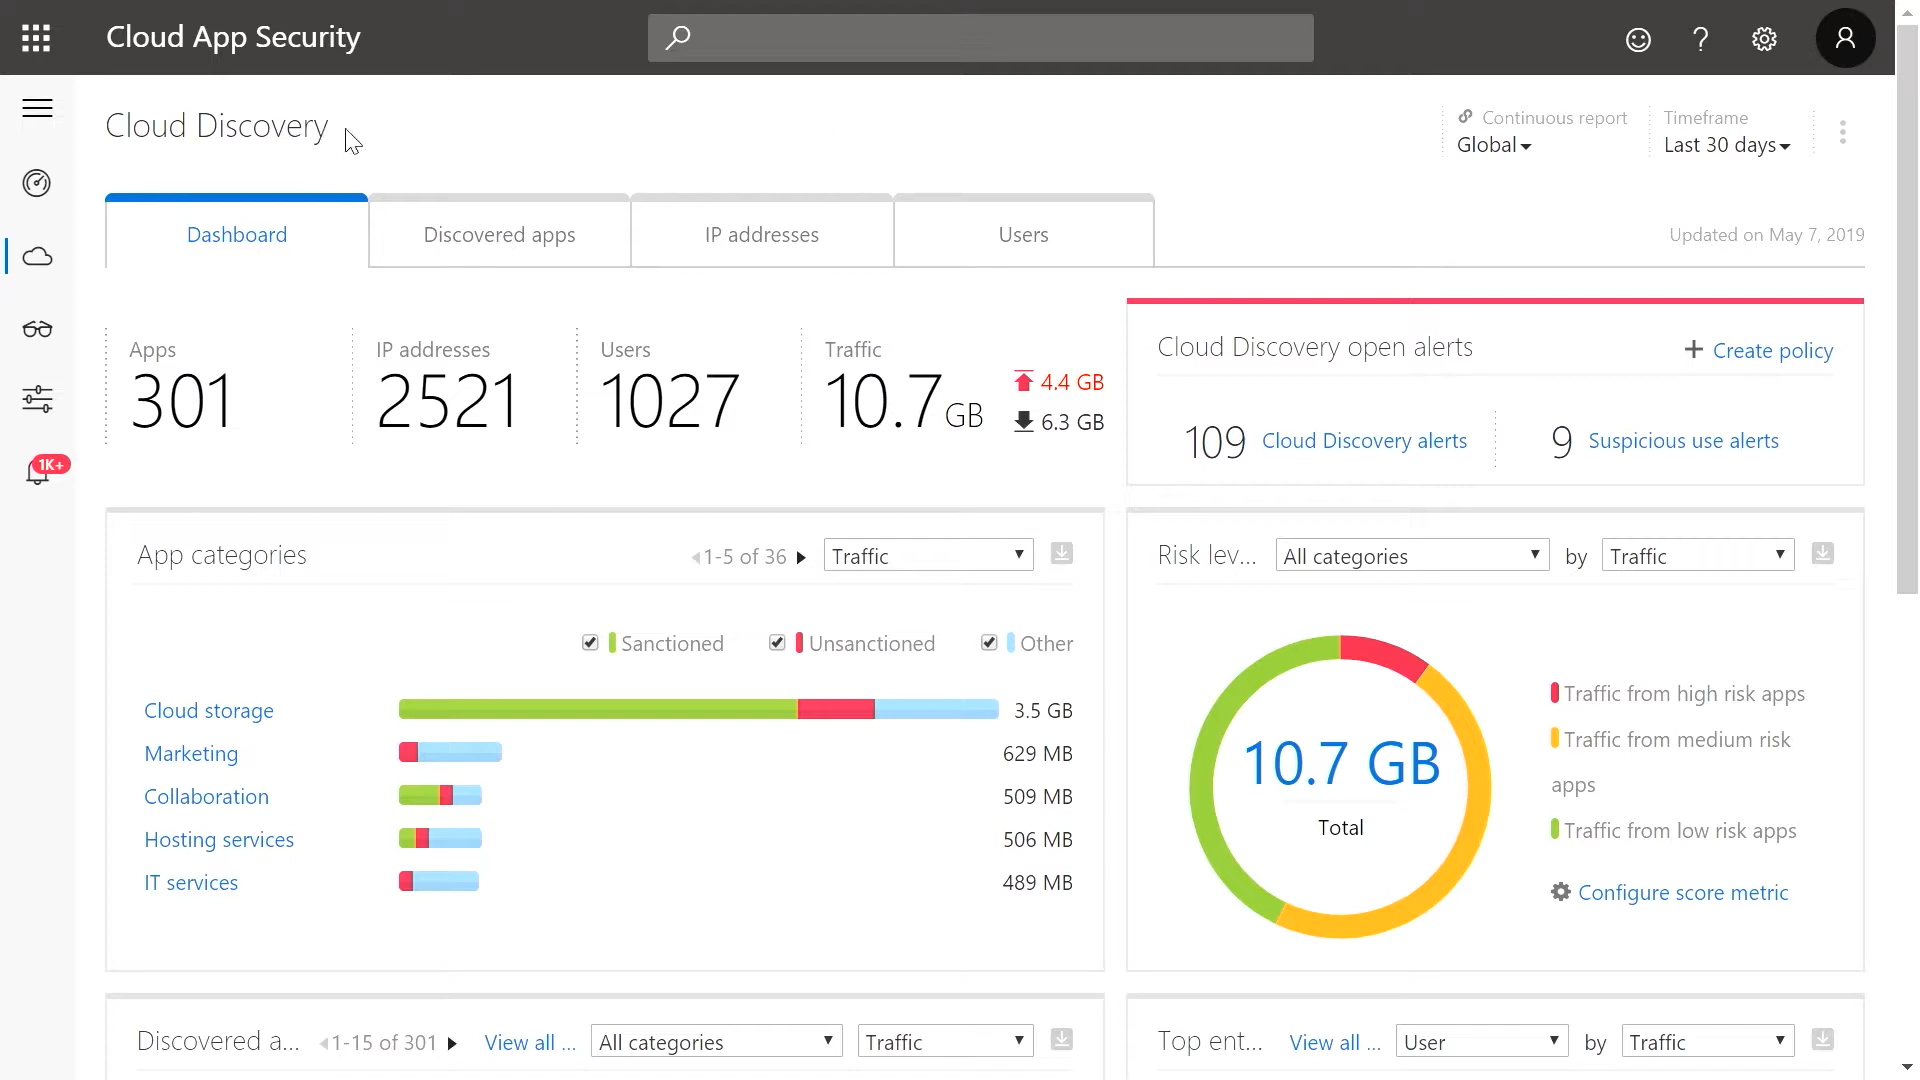 Cloud App Security
Cloud Discovery
Continuous report
Global
Timeframe
Last 30 days
Dashboard
Discovered apps
IP addresses
Users
Updated on May 7, 2019
1K+
Apps
301
IP addresses
2521
Users
1027
Traffic
10.7 GB
4.4 GB
6.3 GB
Cloud Discovery open alerts
+ Create policy
109 Cloud Discovery alerts
9 Suspicious use alerts
App categories
1-5 of 36
Traffic
Sanctioned
Unsanctioned
Other
Cloud storage 3.5 GB
Marketing 629 MB
Collaboration 509 MB
Hosting services 506 MB
IT services 489 MB
Risk lev...
All categories
by
Traffic
10.7 GB
Total
Traffic from high risk apps
Traffic from medium risk
apps
Traffic from low risk apps
Configure score metric
Discovered a...
1-15 of 301
View all ...
All categories
Traffic
Top ent...
View all ...
User
by
Traffic